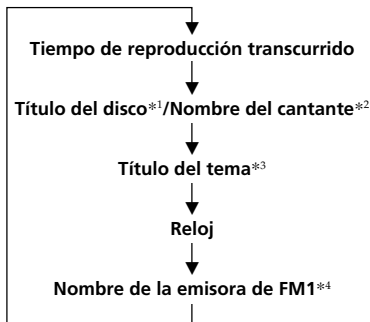 Tiempo de reproducción transcurrido
Título del disco*1/Nombre del cantante*2
Título del tema*3
Reloj
Nombre de la emisora de FM1*4